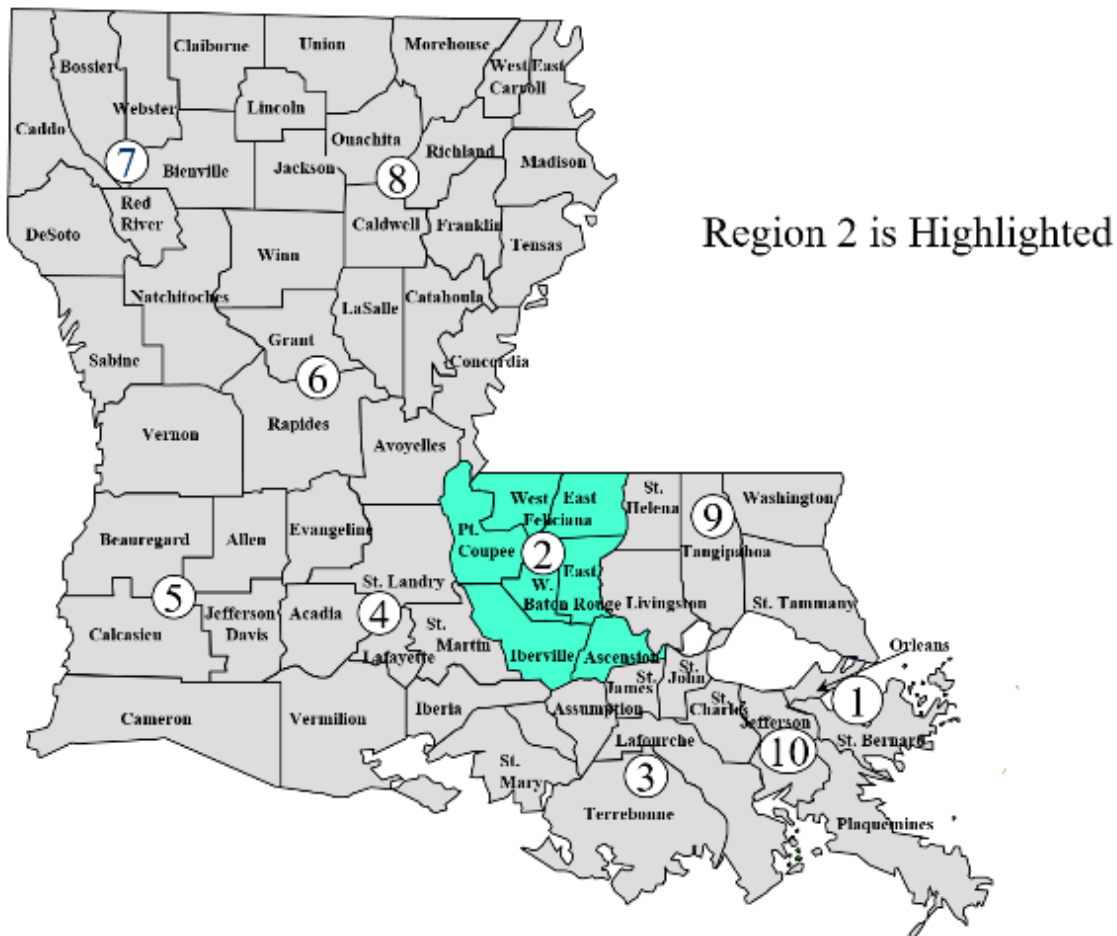 Claiborne
Union
Morehouse
Bossier
West East
Carroll
Webster
Lincoln
Caddo
Ouachita
Richland
Madison
7
Bienville
Jackson
8
Red
River
DeSoto
Caldwell
Franklin
Tensas
Winn
Region 2 is Highlighted
Natchitoches
LaSalle
Catahoula
Grant
Sabine
Concordia
6
Rapides
Vernon
Avoyelles
West
Feliciana
East
St.
Helena
Washington
9
Evangeline
Pt.
Coupee
Beauregard
Allen
2
Tangipahoa
East
W.
Baton Rouge
St. Landry
5
Jefferson
Davis
Acadia
4
Livingston
St. Tammany
Calcasieu
St.
Martin
Lafayette
Iberville
Ascension
Orleans
St.
John
St.
James
Cameron
Vermilion
Iberia
Assumption
St.
Charles
Jefferson
1
Lafourche
10
St. Bernard
St.
Mary
3
Terrebonne
Plaquemines